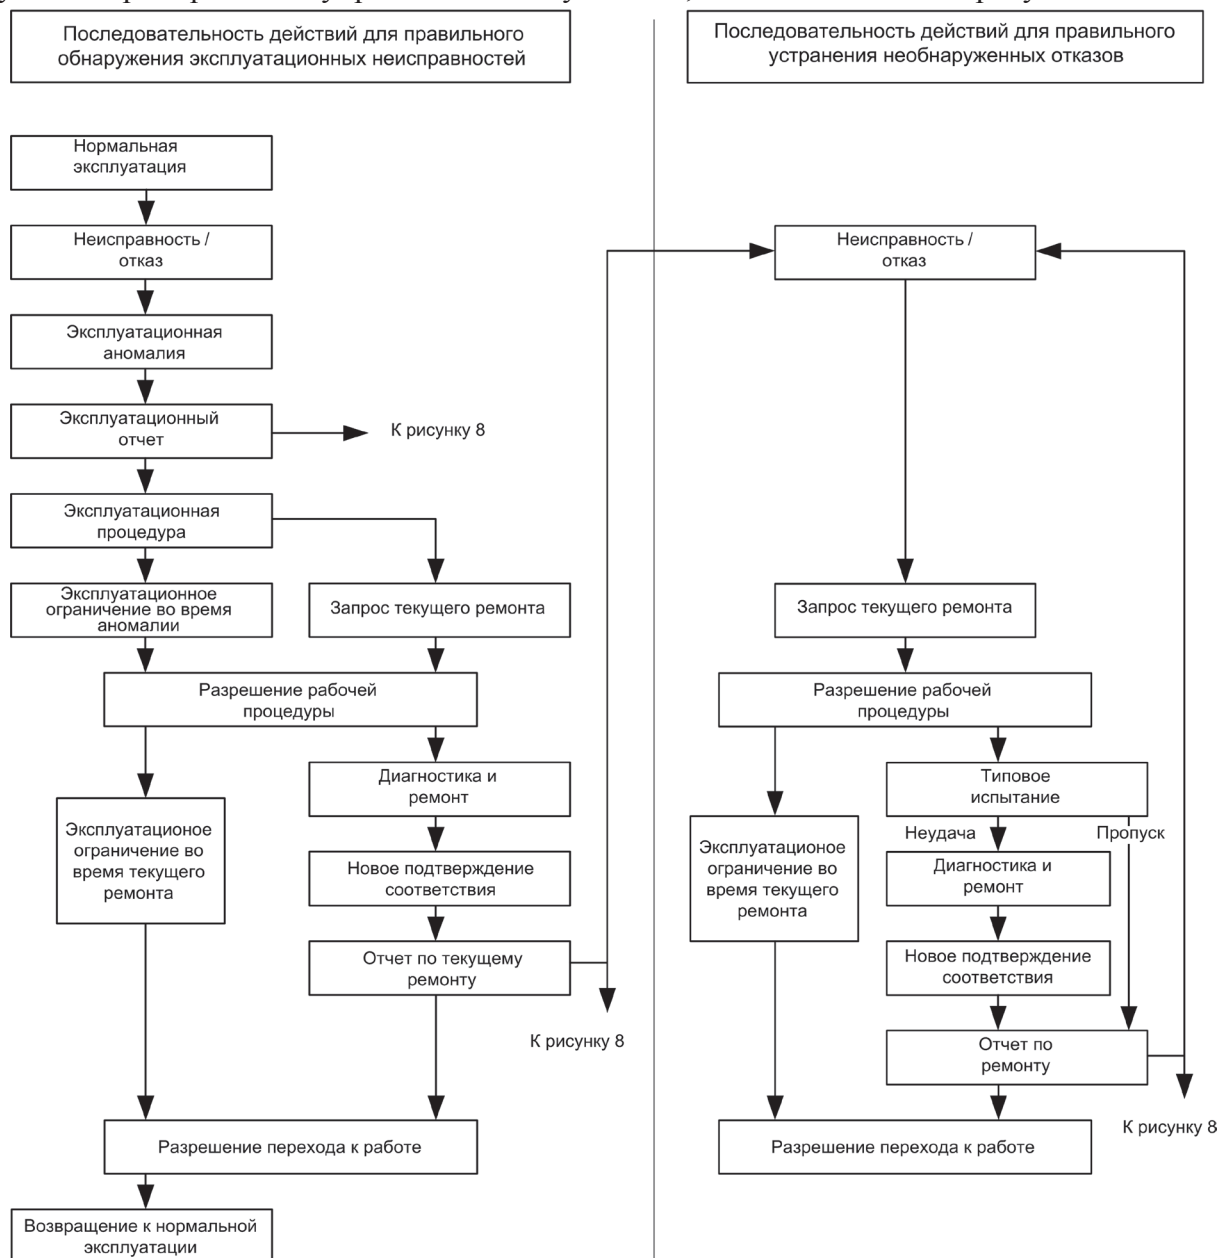 Последовательность действий для правильного
обнаружения эксплуатационных неисправностей
Нормальная
эксплуатация
Неисправность /
отказ
Эксплуатационная
аномалия
Эксплуатационный
отчет
К рисунку 8
Эксплуатационная
процедура
Эксплуатационное
ограничение во время
аномалии
Запрос текущего ремонта
Разрешение рабочей
процедуры
Диагностика и
ремонт
Эксплуатационое
ограничение во
время текущего
ремонта
Новое подтверждение
соответствия
Отчет по текущему
ремонту
К рисунку 8
Разрешение перехода к работе
Возвращение к нормальной
эксплуатации
Последовательность действий для правильного
устранения необнаруженных отказов
Неисправность /
отказ
Запрос текущего ремонта
Разрешение рабочей
процедуры
Типовое
испытание
Неудача
Пропуск
Эксплуатационое
ограничение во
время текущего
ремонта
Диагностика и
ремонт
Новое подтверждение
соответствия
Отчет по
ремонту
К рисунку 8
Разрешение перехода к работе